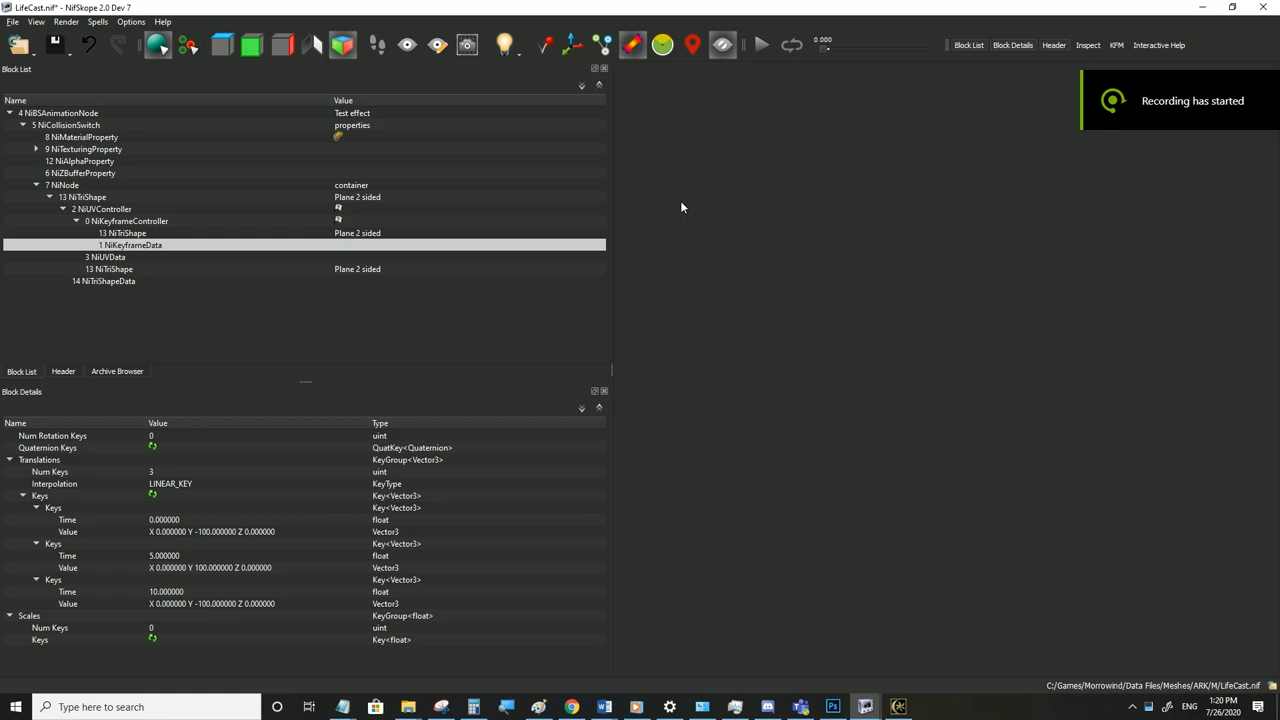 LifeCast.nif* - NifSkope 2.0 Dev 7
File View Render Spells Options Help
0.000
Block List Block Details Header Inspect KFM Interactive Help
Block List
Recording has started
Name Value
4 NiBSAnimationNode Test effect
5 NiCollisionSwitch properties
8 NiMaterialProperty
9 NiTexturingProperty
12 NiAlphaProperty
6 NiZBufferProperty
7 NiNode container
13 NiTriShape Plane 2 sided
2 NiUVController
0 NiKeyframeController
13 NiTriShape Plane 2 sided
1 NiKeyframeData
3 NiUVData
13 NiTriShape Plane 2 sided
14 NiTriShapeData
Block List Header Archive Browser
Block Details
Name Value Type
Num Rotation Keys 0 uint
Quaternion Keys QuatKey<Quaternion>
Translations KeyGroup<Vector3>
Num Keys 3 uint
Interpolation LINEAR_KEY KeyType
Keys Key<Vector3>
Keys Key<Vector3>
Time 0.000000 float
Value X 0.000000 Y -100.000000 Z 0.000000 Vector3
Keys Key<Vector3>
Time 5.000000 float
Value X 0.000000 Y 100.000000 Z 0.000000 Vector3
Keys Key<Vector3>
Time 10.000000 float
Value X 0.000000 Y -100.000000 Z 0.000000 Vector3
Scales KeyGroup<float>
Num Keys 0 uint
Keys Key<float>
C:/Games/Morrowind/Data Files/Meshes/ARK/M/LifeCast.nif
Type here to search
ENG
1:20 PM
7/26/2020